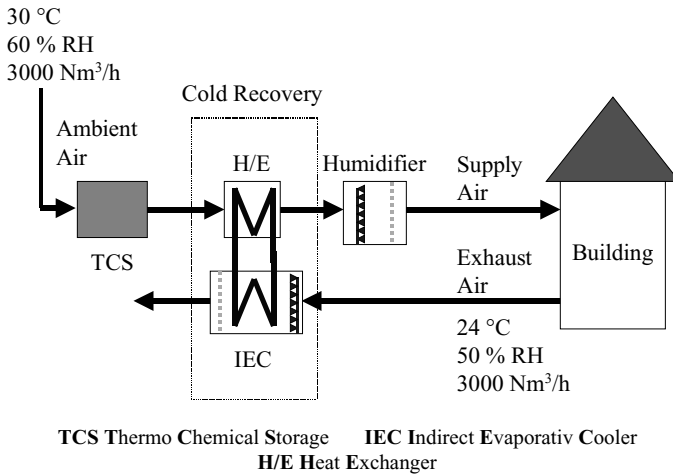 30 °C
60 % RH
3000 Nm³/h
Cold Recovery
Ambient
Air
H/E
Humidifier
Supply
Air
TCS
Building
Exhaust
Air
24 °C
50 % RH
3000 Nm³/h
IEC
TCS Thermo Chemical Storage IEC Indirect Evaporativ Cooler
H/E Heat Exchanger